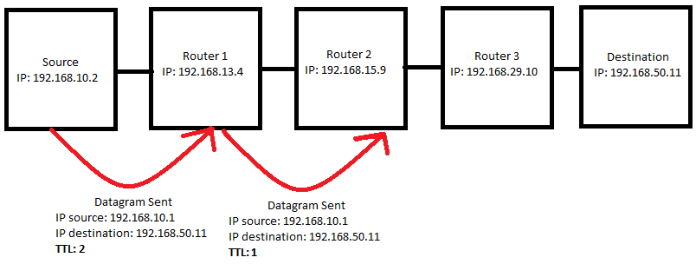 Source
IP: 192.168.10.2
Router 1
IP: 192.168.13.4
Router 2
IP: 192.168.15.9
Router 3
IP: 192.168.29.10
Destination
IP: 192.168.50.11
Datagram Sent
IP source: 192.168.10.1
IP destination: 192.168.50.11
TTL: 2
Datagram Sent
IP source: 192.168.10.1
IP destination: 192.168.50.11
TTL: 1